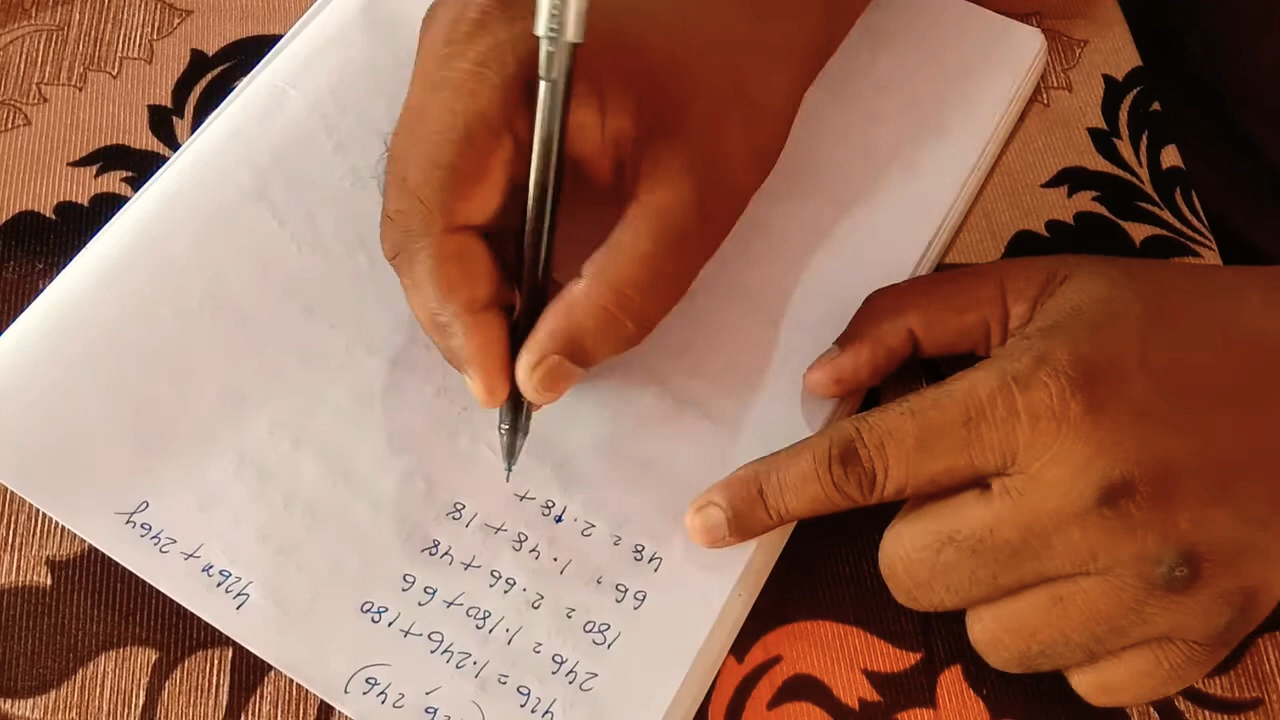 (426, 246)
426 = 1.246 + 180
246 = 1.180 + 66
180 = 2.66 + 48
66 = 1.48 + 18
48 = 2.18 +
426x + 246y